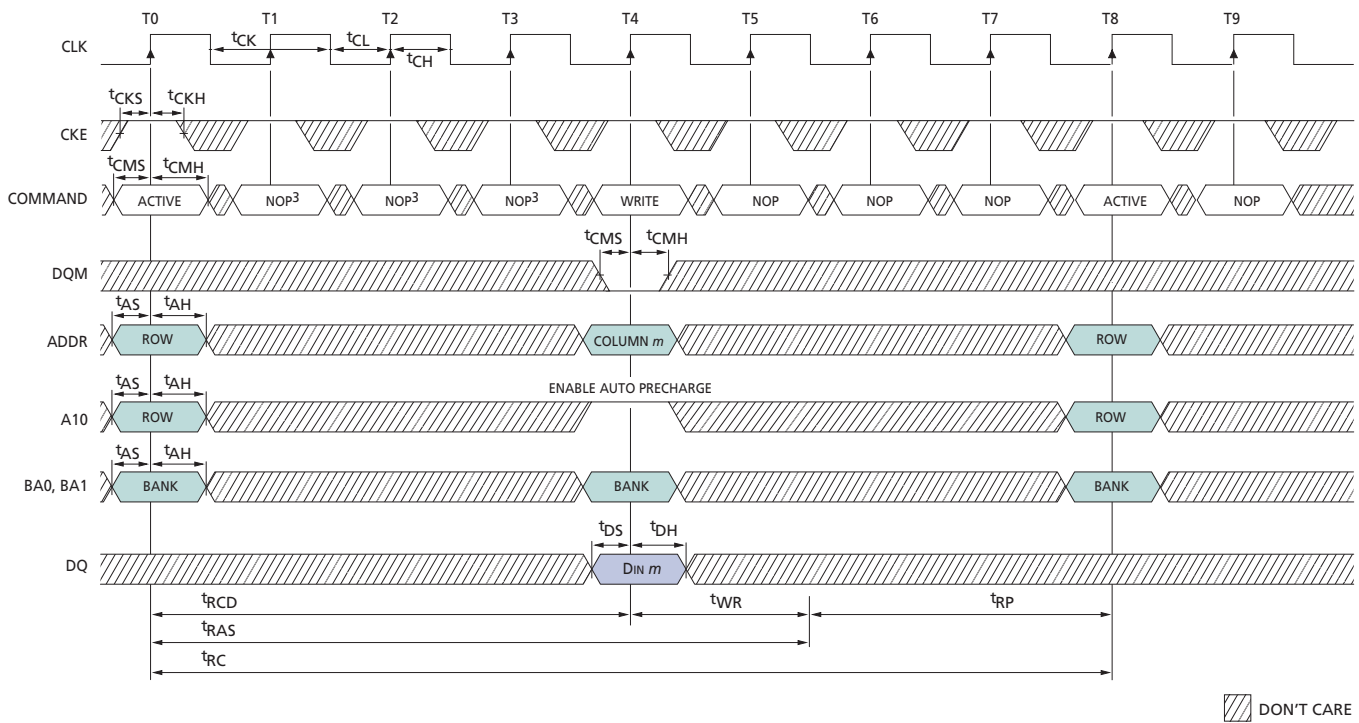 T0 T1 T2 T3 T4 T5 T6 T7 T8 T9
CLK tCK tCL tCH
tCKS tCKH
CKE
tCMS tCMH
COMMAND ACTIVE NOP3 NOP3 NOP3 WRITE NOP NOP NOP ACTIVE NOP
tCMS tCMH
DQM
tAS tAH
ADDR ROW COLUMN m ROW
tAS tAH ENABLE AUTO PRECHARGE
A10 ROW ROW
tAS tAH
BA0, BA1 BANK BANK BANK
tDS tDH
DQ DIN m
tRCD tWR tRP
tRAS
tRC
DON'T CARE